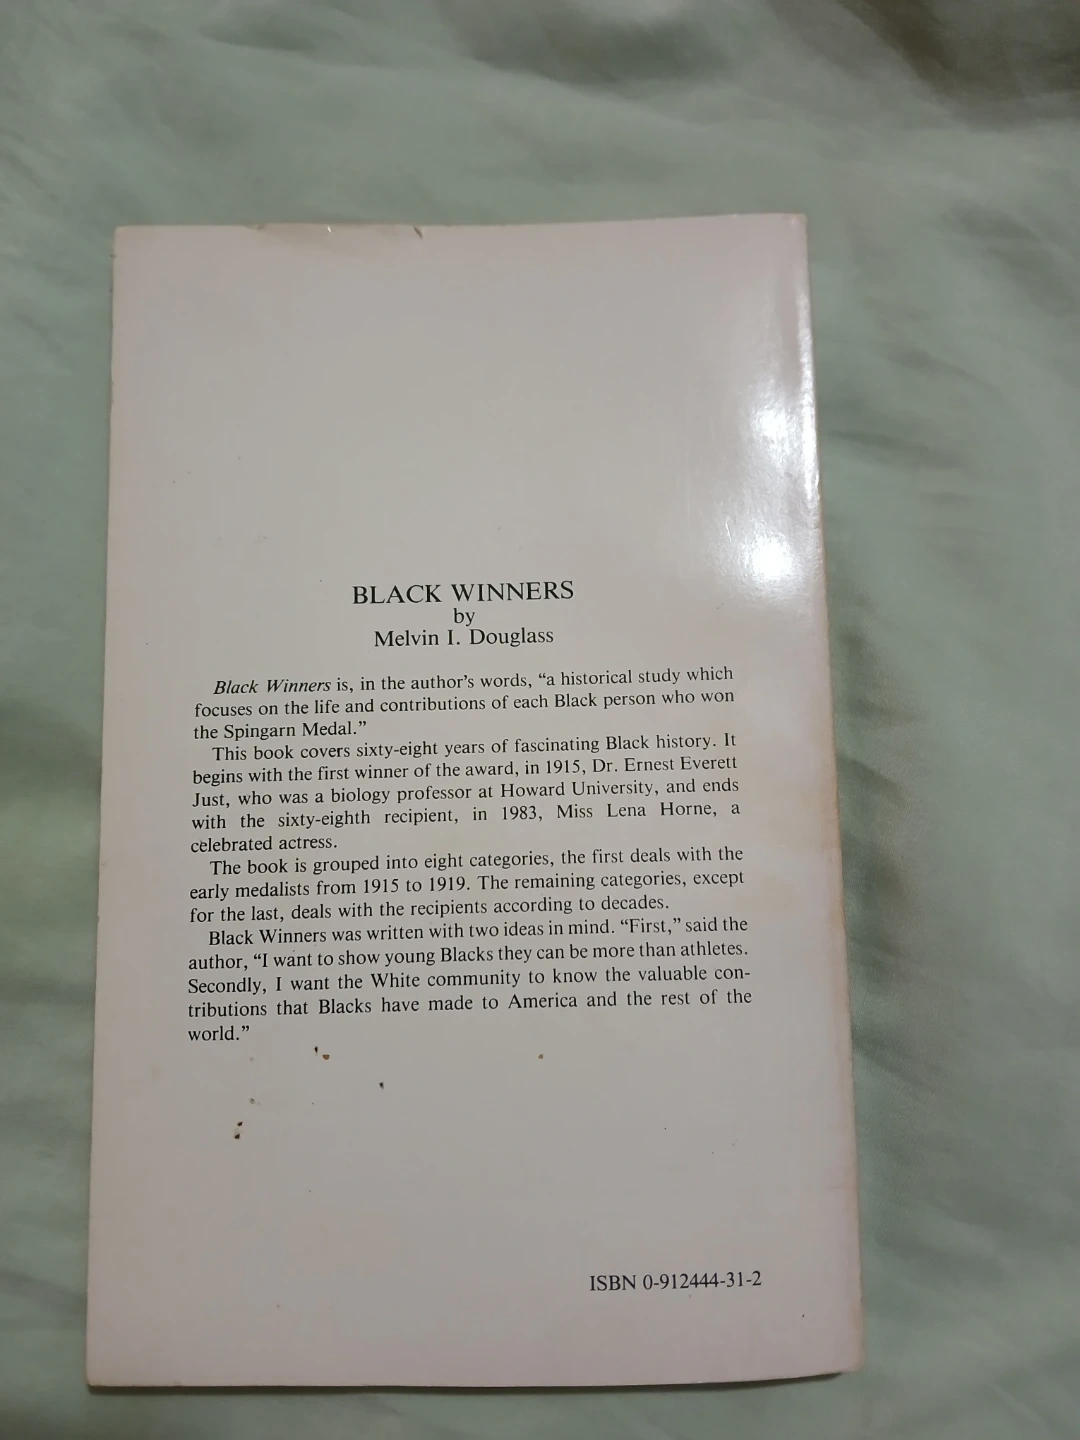 BLACK WINNERS
by
Melvin I. Douglass
Black Winners is, in the author's words, “a historical study which
focuses on the life and contributions of each Black person who won
the Spingarn Medal.”
This book covers sixty-eight years of fascinating Black history. It
begins with the first winner of the award, in 1915, Dr. Ernest Everett
Just, who was a biology professor at Howard University, and ends
with the sixty-eighth recipient, in 1983, Miss Lena Horne, a
celebrated actress.
The book is grouped into eight categories, the first deals with the
early medalists from 1915 to 1919. The remaining categories, except
for the last, deals with the recipients according to decades.
Black Winners was written with two ideas in mind. “First,” said the
author, “I want to show young Blacks they can be more than athletes.
Secondly, I want the White community to know the valuable con-
tributions that Blacks have made to America and the rest of the
world.”
ISBN 0-912444-31-2